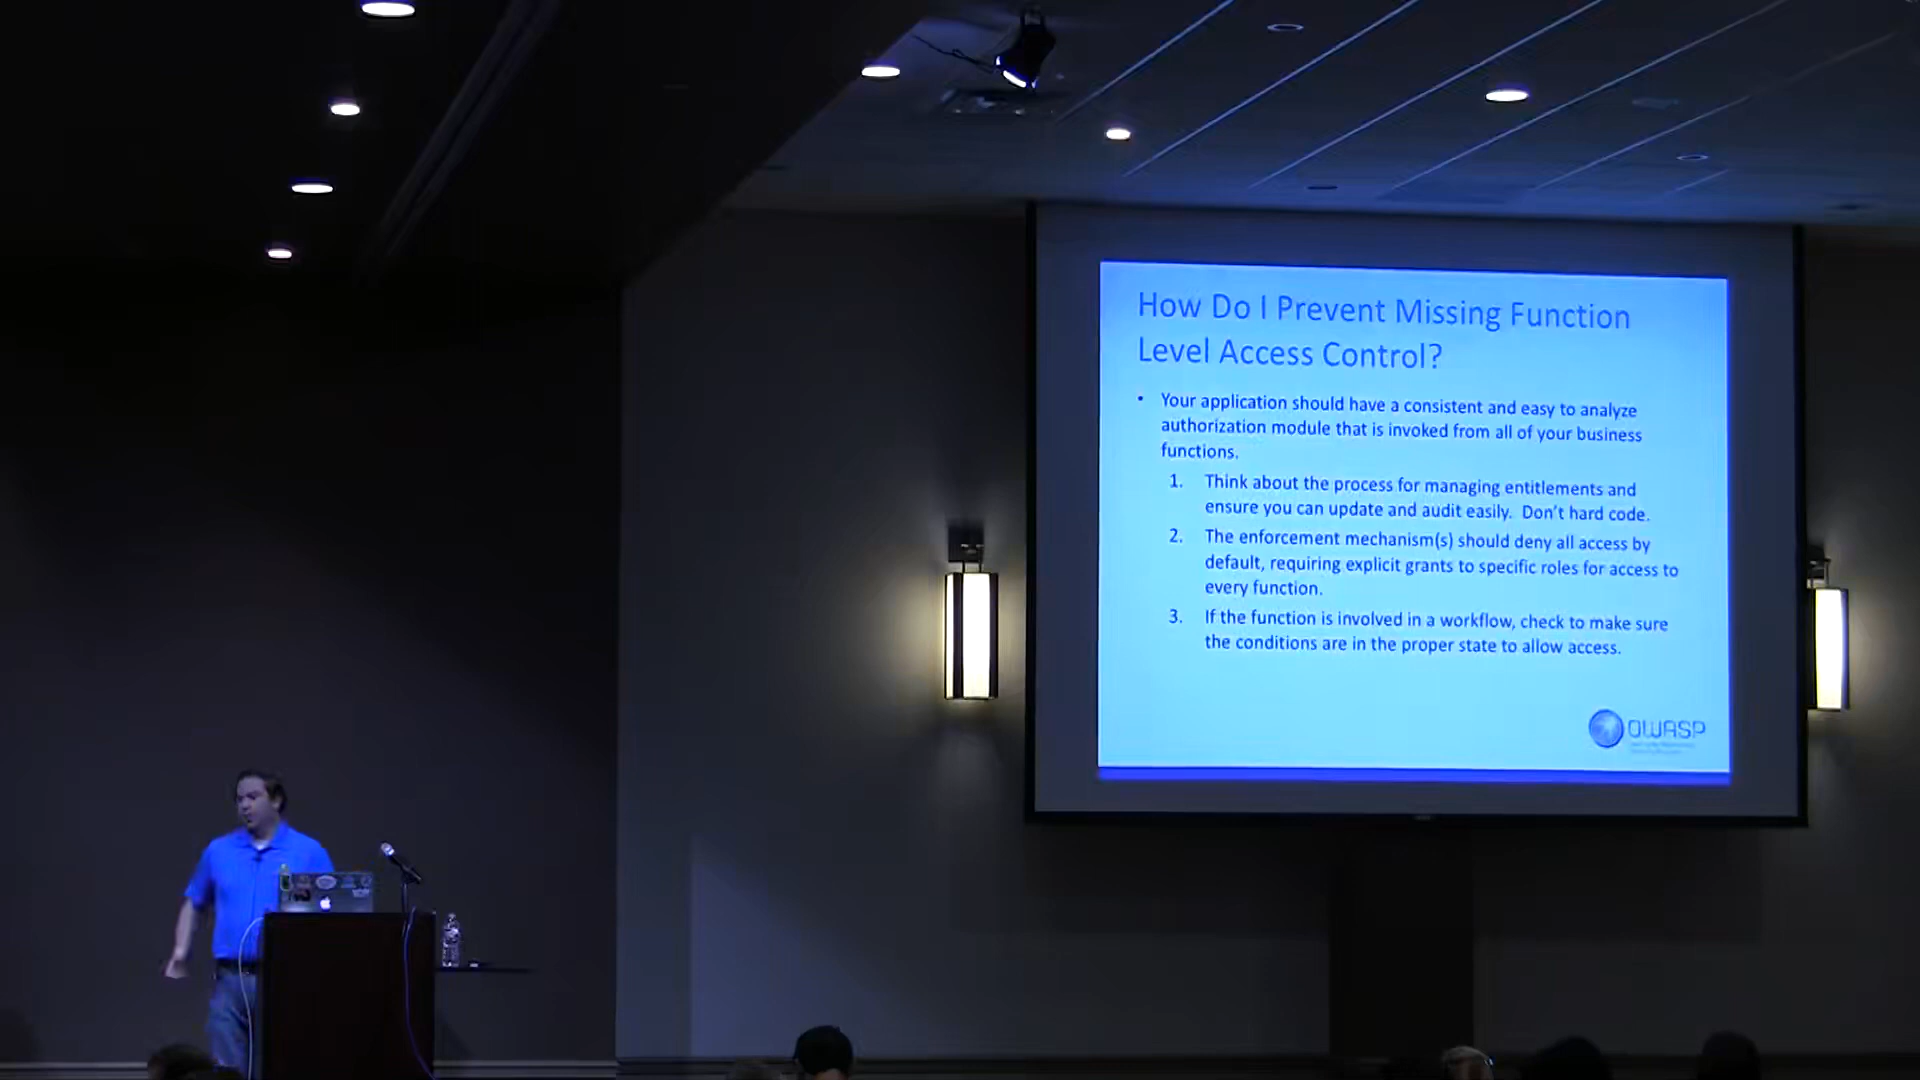 How Do I Prevent Missing Function
Level Access Control?
• Your application should have a consistent and easy to analyze
authorization module that is invoked from all of your business
functions.
1. Think about the process for managing entitlements and
ensure you can update and audit easily. Don't hard code.
2. The enforcement mechanism(s) should deny all access by
default, requiring explicit grants to specific roles for access to
every function.
3. If the function is involved in a workflow, check to make sure
the conditions are in the proper state to allow access.
OWASP